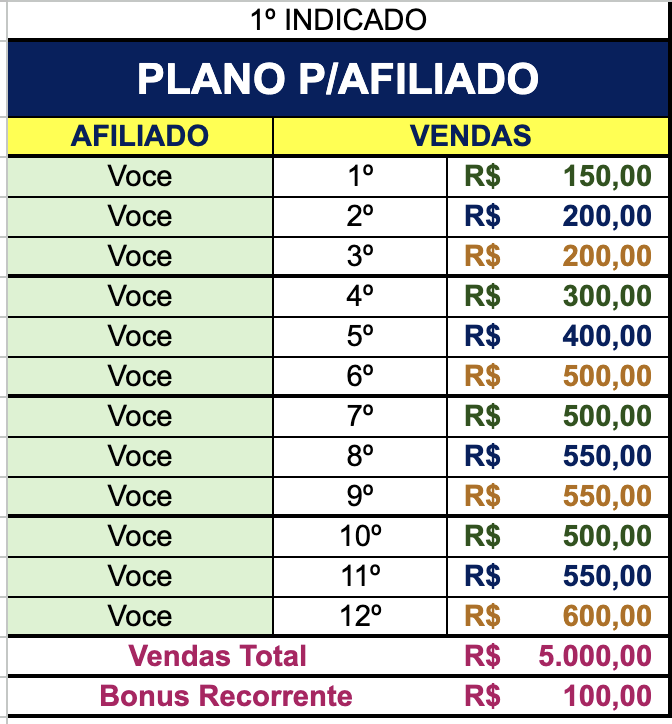 1º INDICADO
PLANO P/AFILIADO
AFILIADO VENDAS
Voce 1º R$ 150,00
Voce 2º R$ 200,00
Voce 3º R$ 200,00
Voce 4º R$ 300,00
Voce 5º R$ 400,00
Voce 6º R$ 500,00
Voce 7º R$ 500,00
Voce 8º R$ 550,00
Voce 9º R$ 550,00
Voce 10º R$ 500,00
Voce 11º R$ 550,00
Voce 12º R$ 600,00
Vendas Total R$ 5.000,00
Bonus Recorrente R$ 100,00